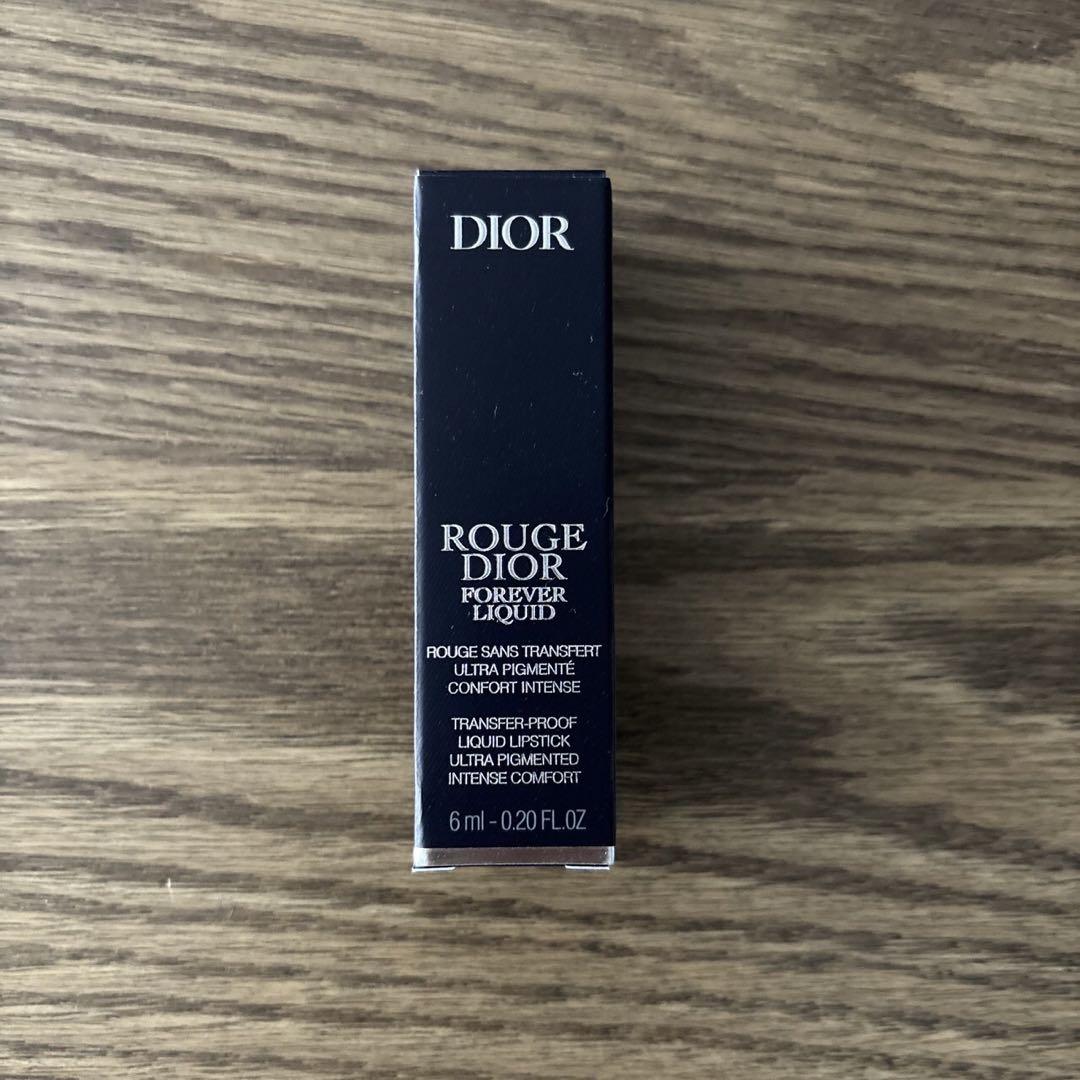 DIOR
ROUGE
DIOR
FOREVER
LIQUID
ROUGE SANS TRANSFERT
ULTRA PIGMENTÉ
CONFORT INTENSE
TRANSFER-PROOF
LIQUID LIPSTICK
ULTRA PIGMENTED
INTENSE COMFORT
6 ml - 0.20 FL.OZ